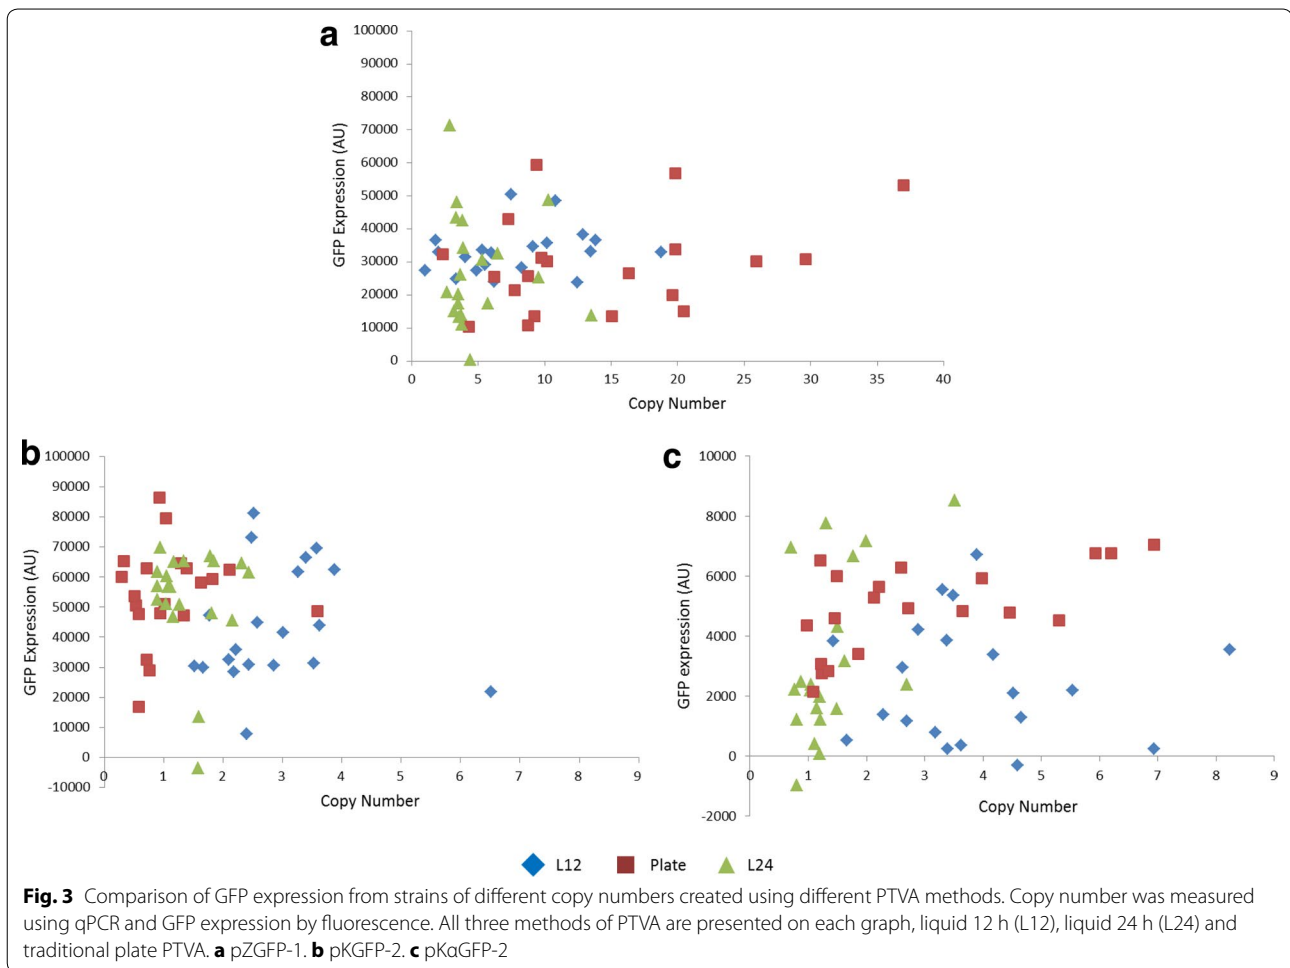 a
100000
90000
80000
70000
60000
50000
40000
30000
20000
10000
0
GFP Expression (AU)
0 5 10 15 20 25 30 35 40
Copy Number
b
100000
90000
80000
70000
60000
50000
40000
30000
20000
10000
0
-10000
GFP Expression (AU)
0 1 2 3 4 5 6 7 8 9
Copy Number
c
10000
8000
6000
4000
2000
0
-2000
GFP expression (AU)
0 1 2 3 4 5 6 7 8 9
Copy Number
L12 Plate L24
Fig. 3 Comparison of GFP expression from strains of different copy numbers created using different PTVA methods. Copy number was measured
using qPCR and GFP expression by fluorescence. All three methods of PTVA are presented on each graph, liquid 12 h (L12), liquid 24 h (L24) and
traditional plate PTVA. a pZGFP-1. b pKGFP-2. c pKαGFP-2